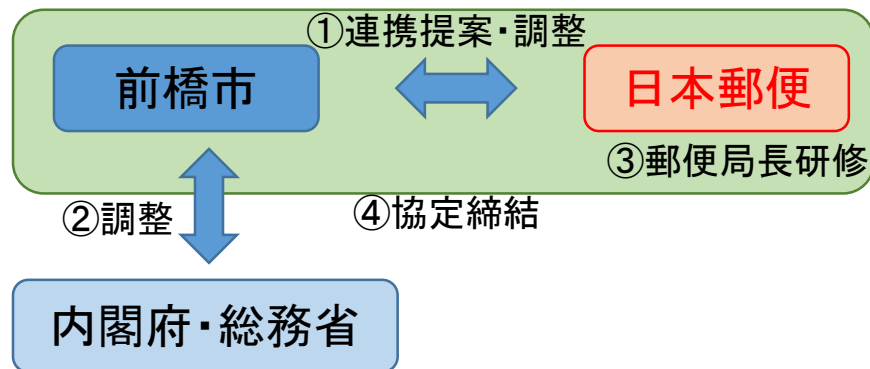 ①連携提案・調整
前橋市
日本郵便
③郵便局長研修
②調整
④協定締結
内閣府・総務省